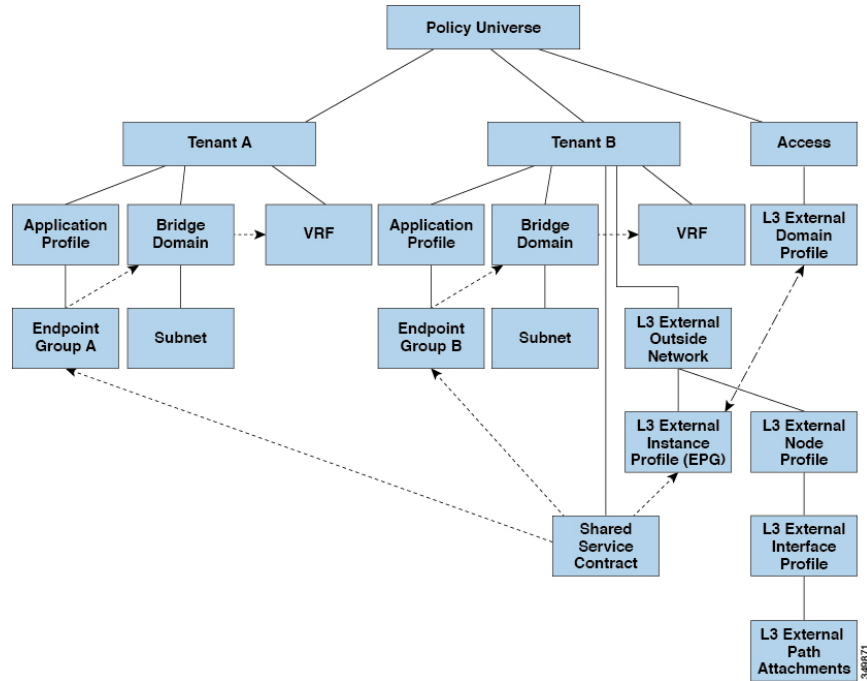 Policy Universe
Tenant A
Tenant B
Access
Application
Profile
Bridge
Domain
VRF
Application
Profile
Bridge
Domain
VRF
L3 External
Domain
Profile
Endpoint
Group A
Subnet
Endpoint
Group B
Subnet
L3 External
Outside
Network
L3 External
Instance
Profile (EPG)
L3 External
Node
Profile
Shared
Service
Contract
L3 External
Interface
Profile
L3 External
Path
Attachments
349871